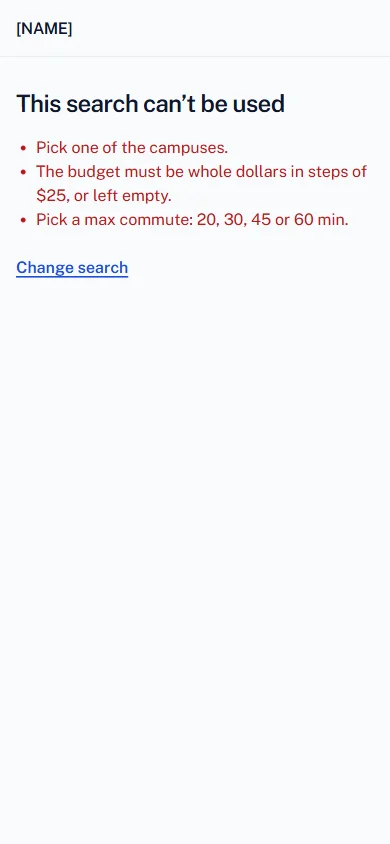 [NAME]
This search can’t be used
• Pick one of the campuses.
• The budget must be whole dollars in steps of
$25, or left empty.
• Pick a max commute: 20, 30, 45 or 60 min.
Change search